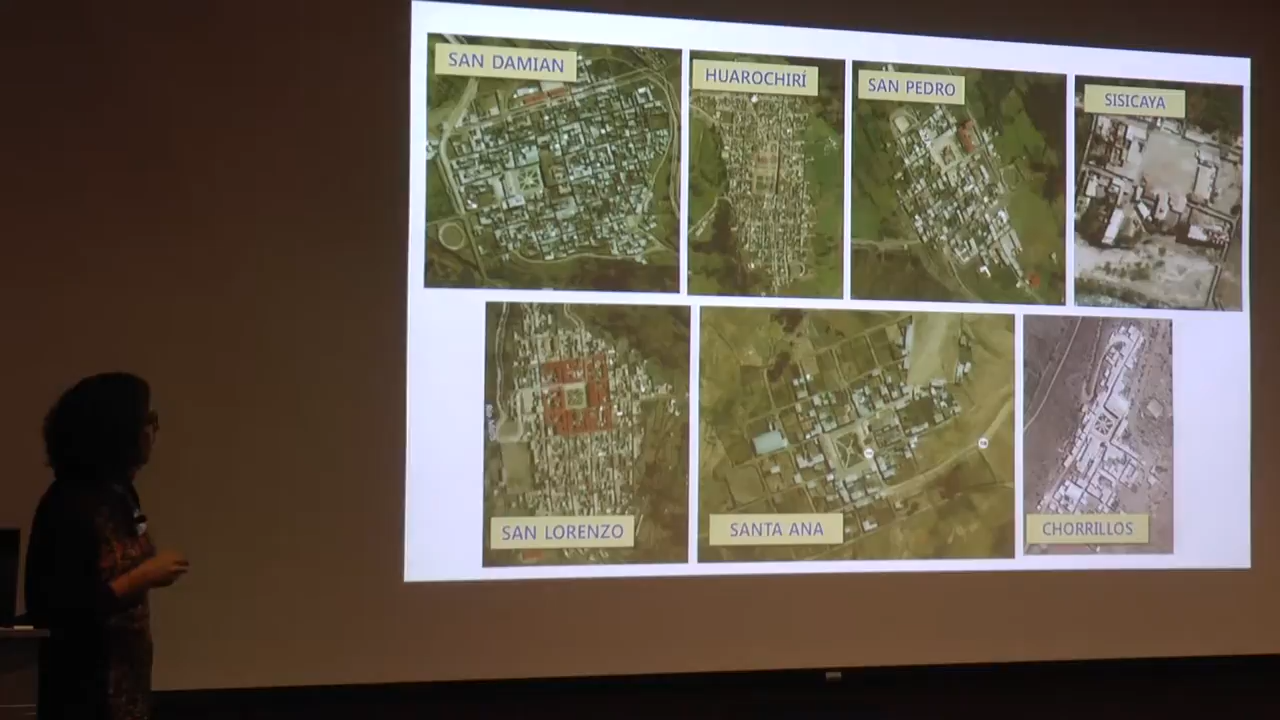 SAN DAMIAN
HUAROCHIRÍ
SAN PEDRO
SISICAYA
SAN LORENZO
SANTA ANA
CHORRILLOS